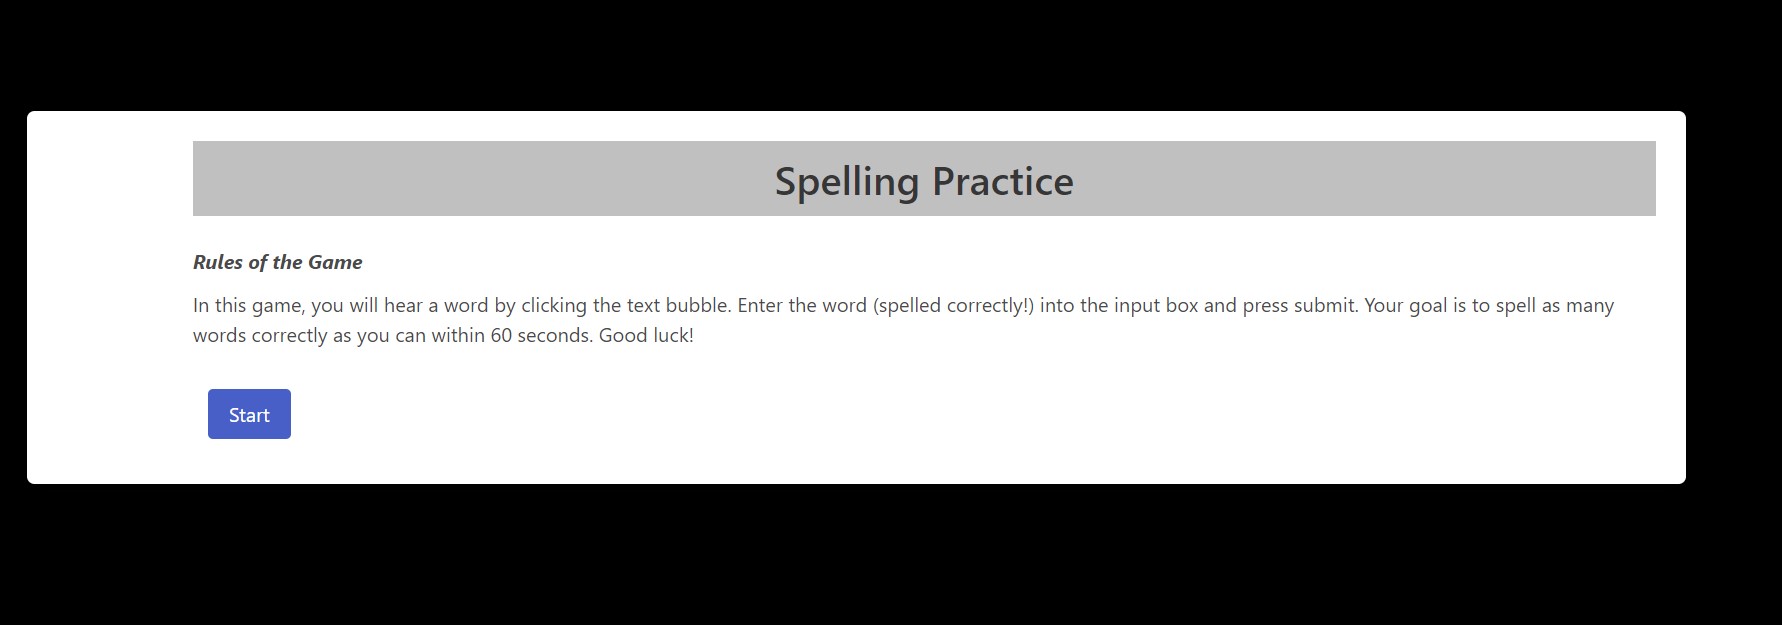 Spelling Practice
Rules of the Game
In this game, you will hear a word by clicking the text bubble. Enter the word (spelled correctly!) into the input box and press submit. Your goal is to spell as many
words correctly as you can within 60 seconds. Good luck!
Start